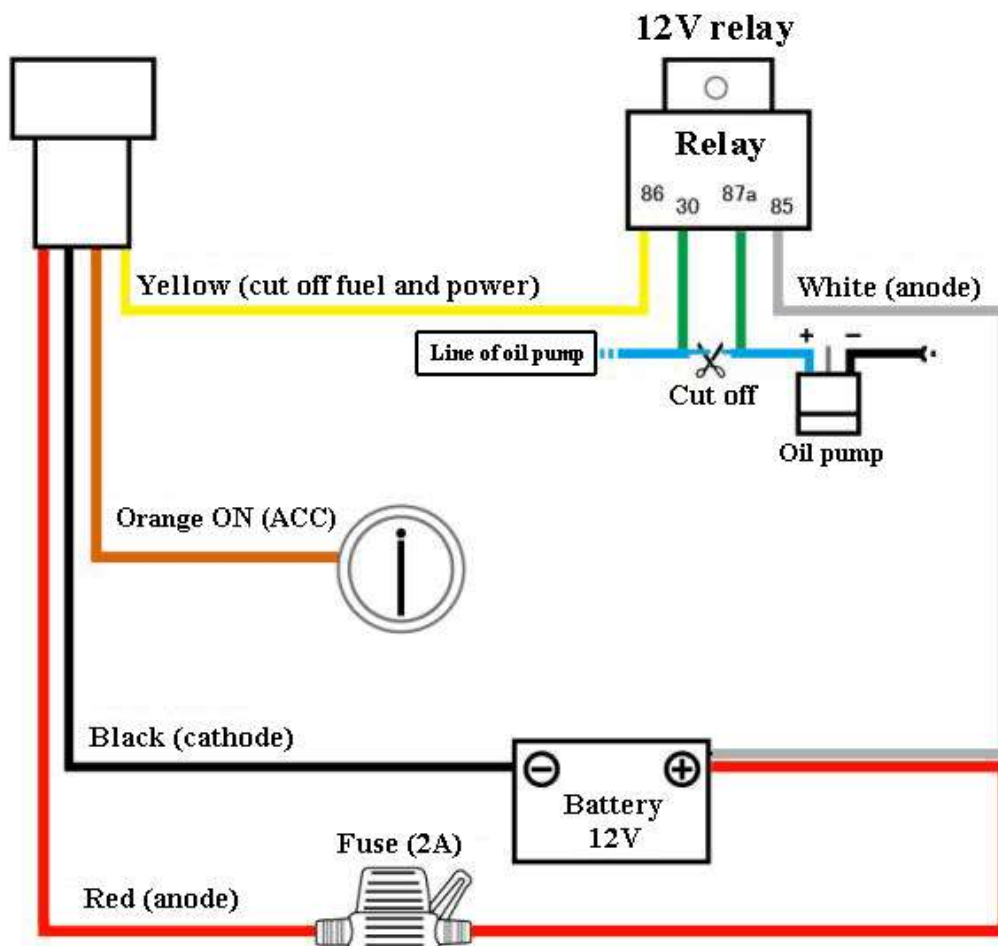 12V relay
Relay
86 30 87a 85
Yellow (cut off fuel and power)
White (anode)
Line of oil pump
+ −
Cut off
Oil pump
Orange ON (ACC)
Black (cathode)
− +
Battery
12V
Fuse (2A)
Red (anode)